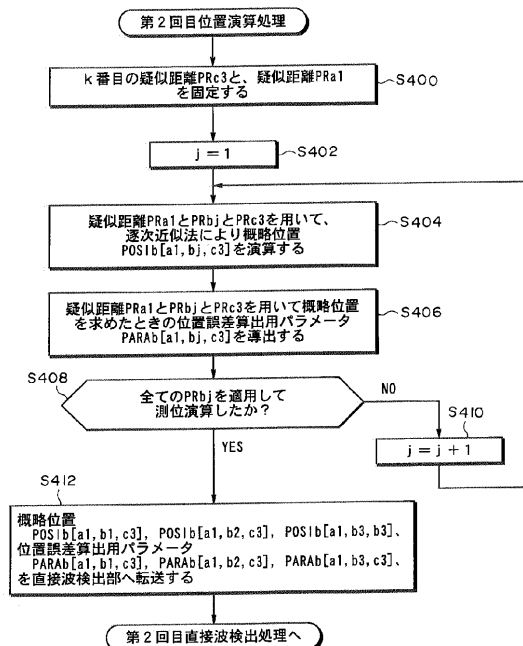 第2回目位置演算処理
k番目の疑似距離PRc3と、疑似距離PRa1
を固定する
S400
j=1
S402
疑似距離PRa1とPRbjとPRc3を用いて、
逐次近似法により概略位置
POSIb[a1,bj,c3]を演算する
S404
疑似距離PRa1とPRbjとPRc3を用いて概略位置
を求めたときの位置誤差算出用パラメータ
PARAb[a1,bj,c3]を導出する
S406
S408
全てのPRbjを適用して
測位演算したか?
NO
S410
j=j+1
YES
S412
概略位置
POSIb[a1,b1,c3], POSIb[a1,b2,c3], POSIb[a1,b3,b3]、
位置誤差算出用パラメータ
PARAb[a1,b1,c3], PARAb[a1,b2,c3], PARAb[a1,b3,c3]、
を直接波検出部へ転送する
第2回目直接波検出処理へ